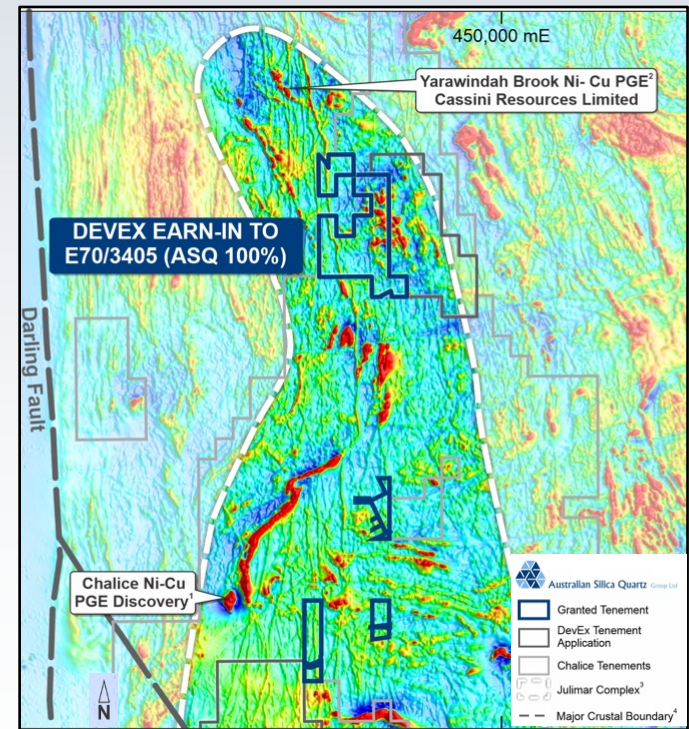 450,000 mE
Yarawindah Brook Ni- Cu PGE²
Cassini Resources Limited
DEVEX EARN-IN TO
E70/3405 (ASQ 100%)
Darling Fault
Chalice Ni-Cu
PGE Discovery¹
N
Australian Silica Quartz Group Ltd
Granted Tenement
DevEx Tenement
Application
Chalice Tenements
Julimar Complex³
Major Crustal Boundary⁴